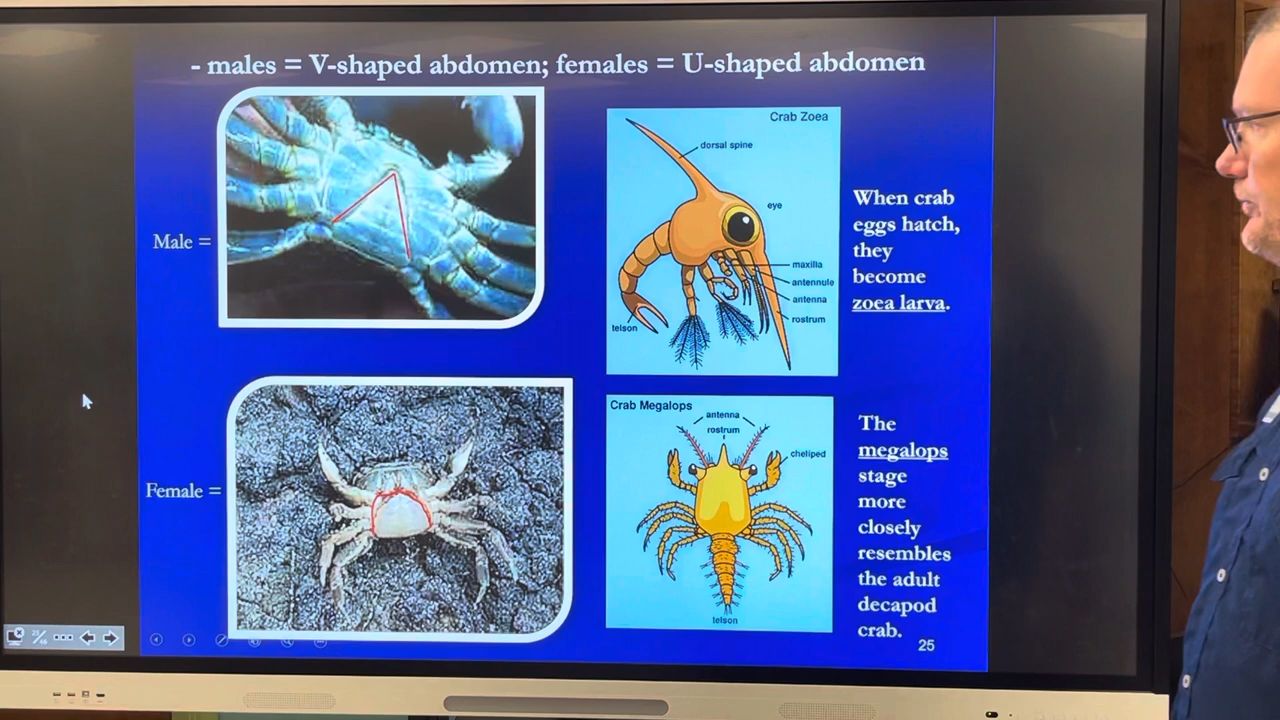 - males = V-shaped abdomen; females = U-shaped abdomen
Male =
Crab Zoea
dorsal spine
eye
maxilla
antennule
antenna
rostrum
telson
When crab
eggs hatch,
they
become
zoea larva.
Female =
Crab Megalops
antenna
rostrum
cheliped
telson
The
megalops
stage
more
closely
resembles
the adult
decapod
crab.
25